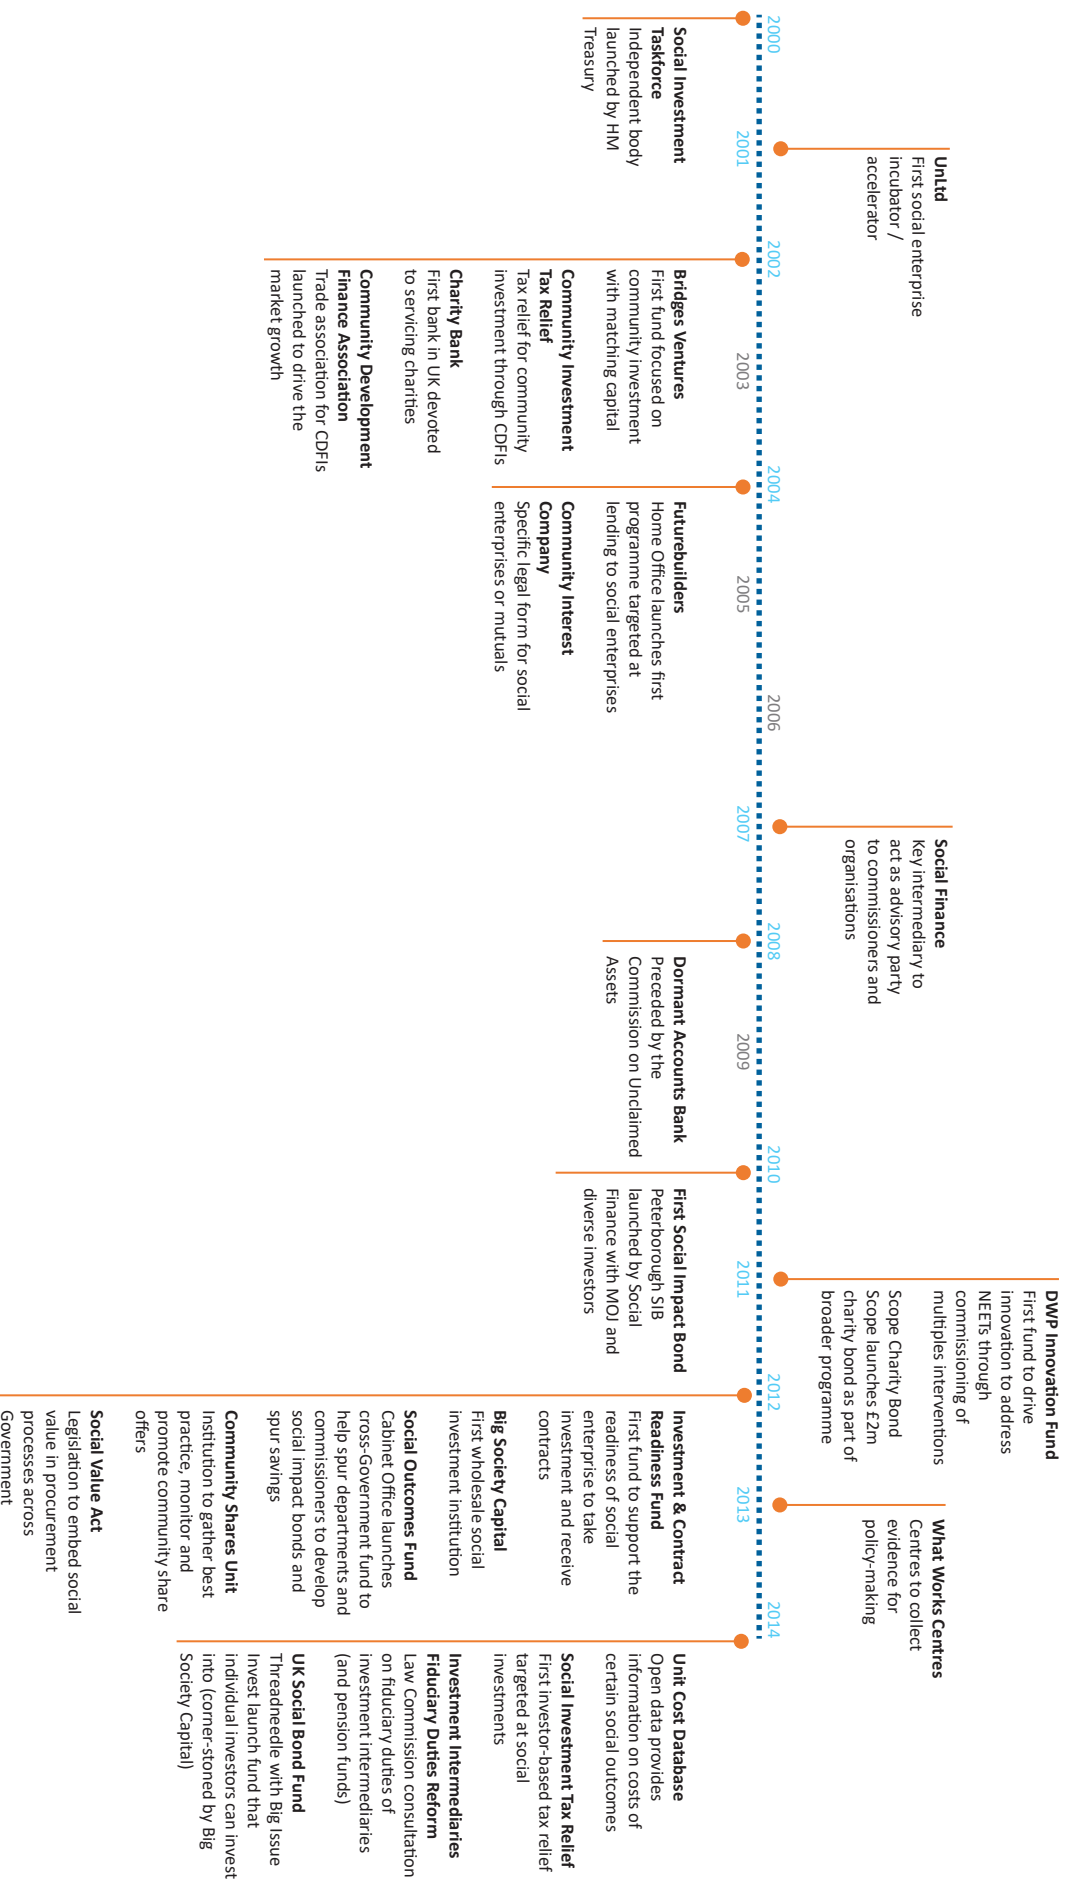 2000
Social Investment
Taskforce
Independent body
launched by HM
Treasury
2001
UnLtd
First social enterprise
incubator /
accelerator
2002
Bridges Ventures
First fund focused on
community investment
with matching capital
Community Investment
Tax Relief
Tax relief for community
investment through CDFIs
Charity Bank
First bank in UK devoted
to servicing charities
Community Development
Finance Association
Trade association for CDFIs
launched to drive the
market growth
2003
2004
Futurebuilders
Home Office launches first
programme targeted at
lending to social enterprises
Community Interest
Company
Specific legal form for social
enterprises or mutuals
2005
2006
2007
Social Finance
Key intermediary to
act as advisory party
to commissioners and
organisations
2008
Dormant Accounts Bank
Preceded by the
Commission on Unclaimed
Assets
2009
2010
First Social Impact Bond
Peterborough SIB
launched by Social
Finance with MOJ and
diverse investors
2011
DWP Innovation Fund
First fund to drive
innovation to address
NEETs through
commissioning of
multiples interventions
Scope Charity Bond
Scope launches £2m
charity bond as part of
broader programme
2012
Investment & Contract
Readiness Fund
First fund to support the
readiness of social
enterprise to take
investment and receive
contracts
Big Society Capital
First wholesale social
investment institution
Social Outcomes Fund
Cabinet Office launches
cross-Government fund to
help spur departments and
commissioners to develop
social impact bonds and
spur savings
Community Shares Unit
Institution to gather best
practice, monitor and
promote community share
offers
Social Value Act
Legislation to embed social
value in procurement
processes across
Government
2013
What Works Centres
Centres to collect
evidence for
policy-making
2014
Unit Cost Database
Open data provides
information on costs of
certain social outcomes
Social Investment Tax Relief
First investor-based tax relief
targeted at social
investments
Investment Intermediaries
Fiduciary Duties Reform
Law Commission consultation
on fiduciary duties of
investment intermediaries
(and pension funds)
UK Social Bond Fund
Threadneedle with Big Issue
Invest launch fund that
individual investors can invest
into (corner-stoned by Big
Society Capital)